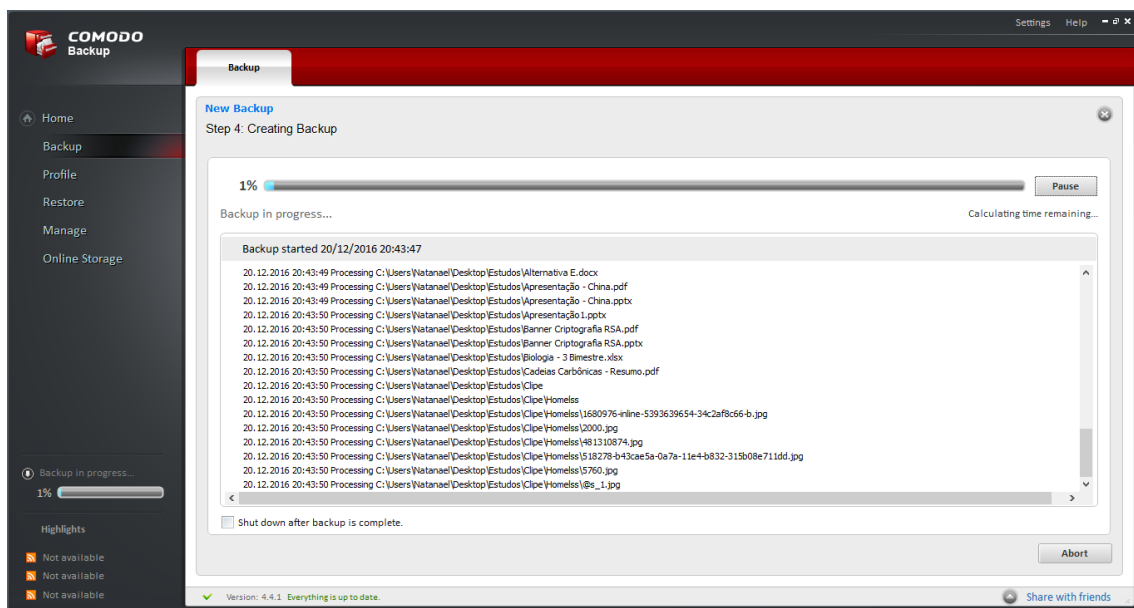 Settings Help
COMODO
Backup
Backup
Home
Backup
Profile
Restore
Manage
Online Storage
New Backup
Step 4: Creating Backup
1%
Pause
Backup in progress...
Calculating time remaining...
Backup started 20/12/2016 20:43:47
20.12.2016 20:43:49 Processing C:\Users\Natanael\Desktop\Estudos\Alternativa E.docx
20.12.2016 20:43:49 Processing C:\Users\Natanael\Desktop\Estudos\Apresentação - China.pdf
20.12.2016 20:43:49 Processing C:\Users\Natanael\Desktop\Estudos\Apresentação - China.pptx
20.12.2016 20:43:50 Processing C:\Users\Natanael\Desktop\Estudos\Apresentação1.pptx
20.12.2016 20:43:50 Processing C:\Users\Natanael\Desktop\Estudos\Banner Criptografia RSA.pdf
20.12.2016 20:43:50 Processing C:\Users\Natanael\Desktop\Estudos\Banner Criptografia RSA.pptx
20.12.2016 20:43:50 Processing C:\Users\Natanael\Desktop\Estudos\Biologia - 3 Bimestre.xlsx
20.12.2016 20:43:50 Processing C:\Users\Natanael\Desktop\Estudos\Cadeias Carbônicas - Resumo.pdf
20.12.2016 20:43:50 Processing C:\Users\Natanael\Desktop\Estudos\Clipe
20.12.2016 20:43:50 Processing C:\Users\Natanael\Desktop\Estudos\Clipe\Homelss
20.12.2016 20:43:50 Processing C:\Users\Natanael\Desktop\Estudos\Clipe\Homelss\1680976-inline-5393639654-34c2af8c66-b.jpg
20.12.2016 20:43:50 Processing C:\Users\Natanael\Desktop\Estudos\Clipe\Homelss\2000.jpg
20.12.2016 20:43:50 Processing C:\Users\Natanael\Desktop\Estudos\Clipe\Homelss\481310874.jpg
20.12.2016 20:43:50 Processing C:\Users\Natanael\Desktop\Estudos\Clipe\Homelss\518278-b43cae5a-0a7a-11e4-b832-315b08e711dd.jpg
20.12.2016 20:43:50 Processing C:\Users\Natanael\Desktop\Estudos\Clipe\Homelss\5760.jpg
20.12.2016 20:43:50 Processing C:\Users\Natanael\Desktop\Estudos\Clipe\Homelss\@s_1.jpg
Shut down after backup is complete.
Abort
Backup in progress...
1%
Highlights
Not available
Not available
Not available
Version: 4.4.1 Everything is up to date.
Share with friends